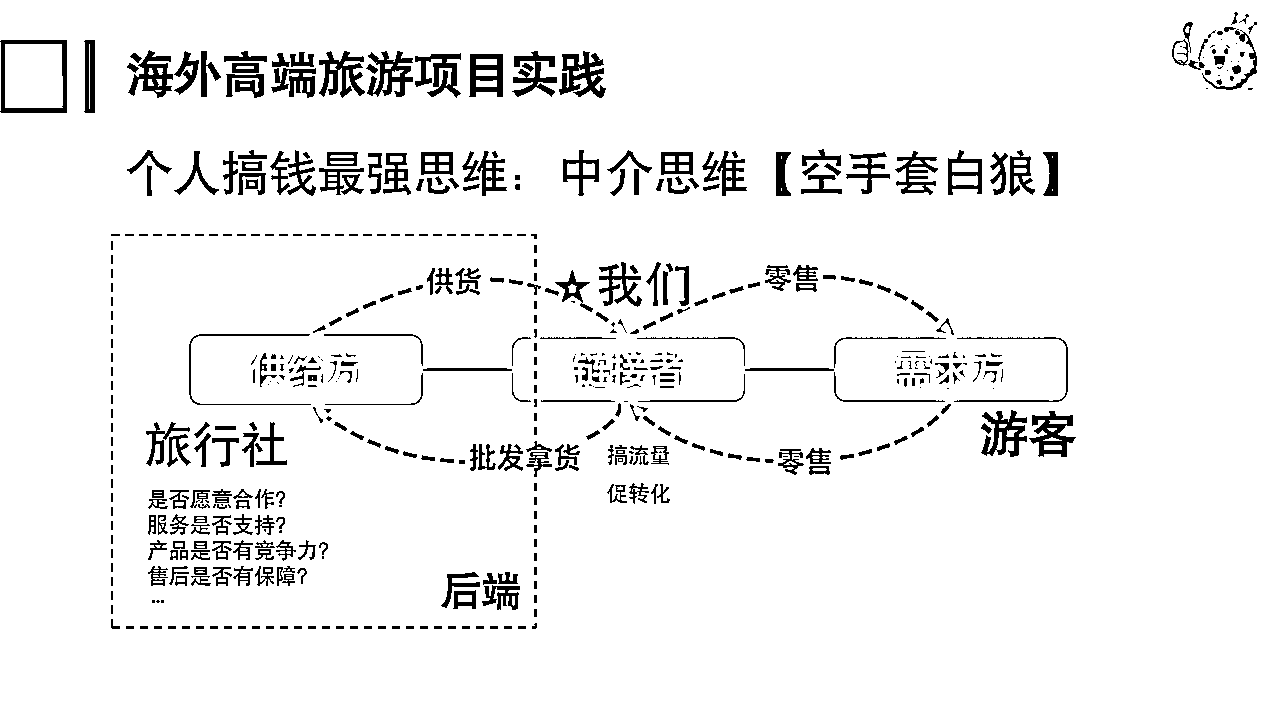 海外高端旅游项目实践
个人搞钱最强思维：中介思维【空手套白狼】
供货
☆我们
零售
供给方
链接者
需求方
旅行社
批发拿货
搞流量
促转化
零售
游客
是否愿意合作?
服务是否支持?
产品是否有竞争力?
售后是否有保障?
...
后端